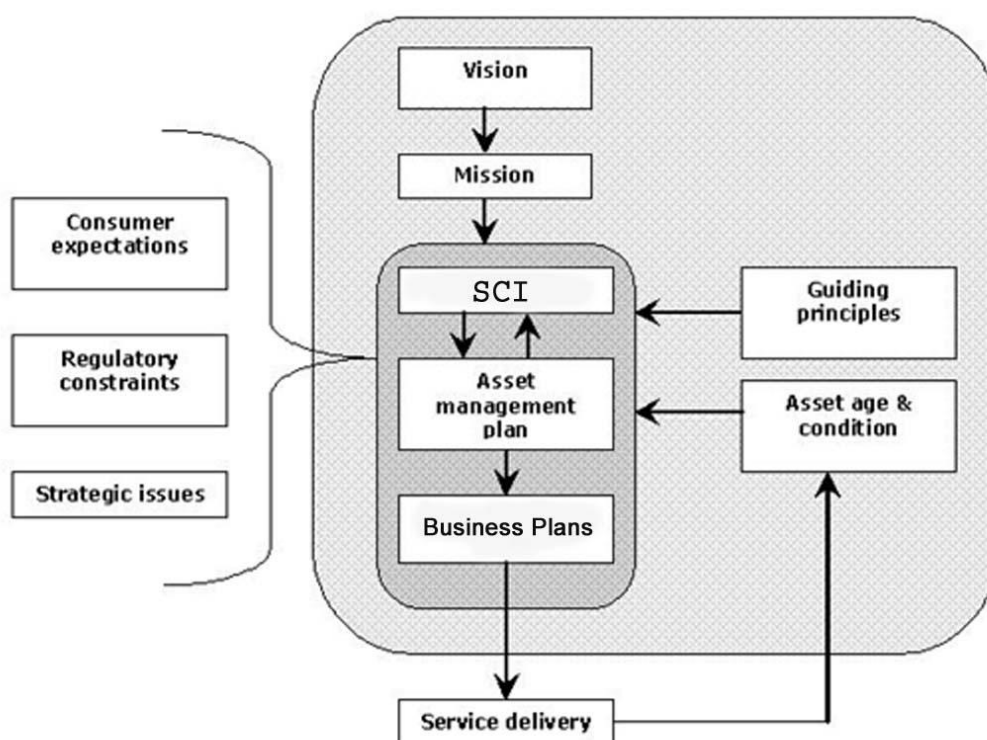 Vision
Mission
Consumer
expectations
Regulatory
constraints
Strategic issues
SCI
Asset
management
plan
Business Plans
Guiding
principles
Asset age &
condition
Service delivery